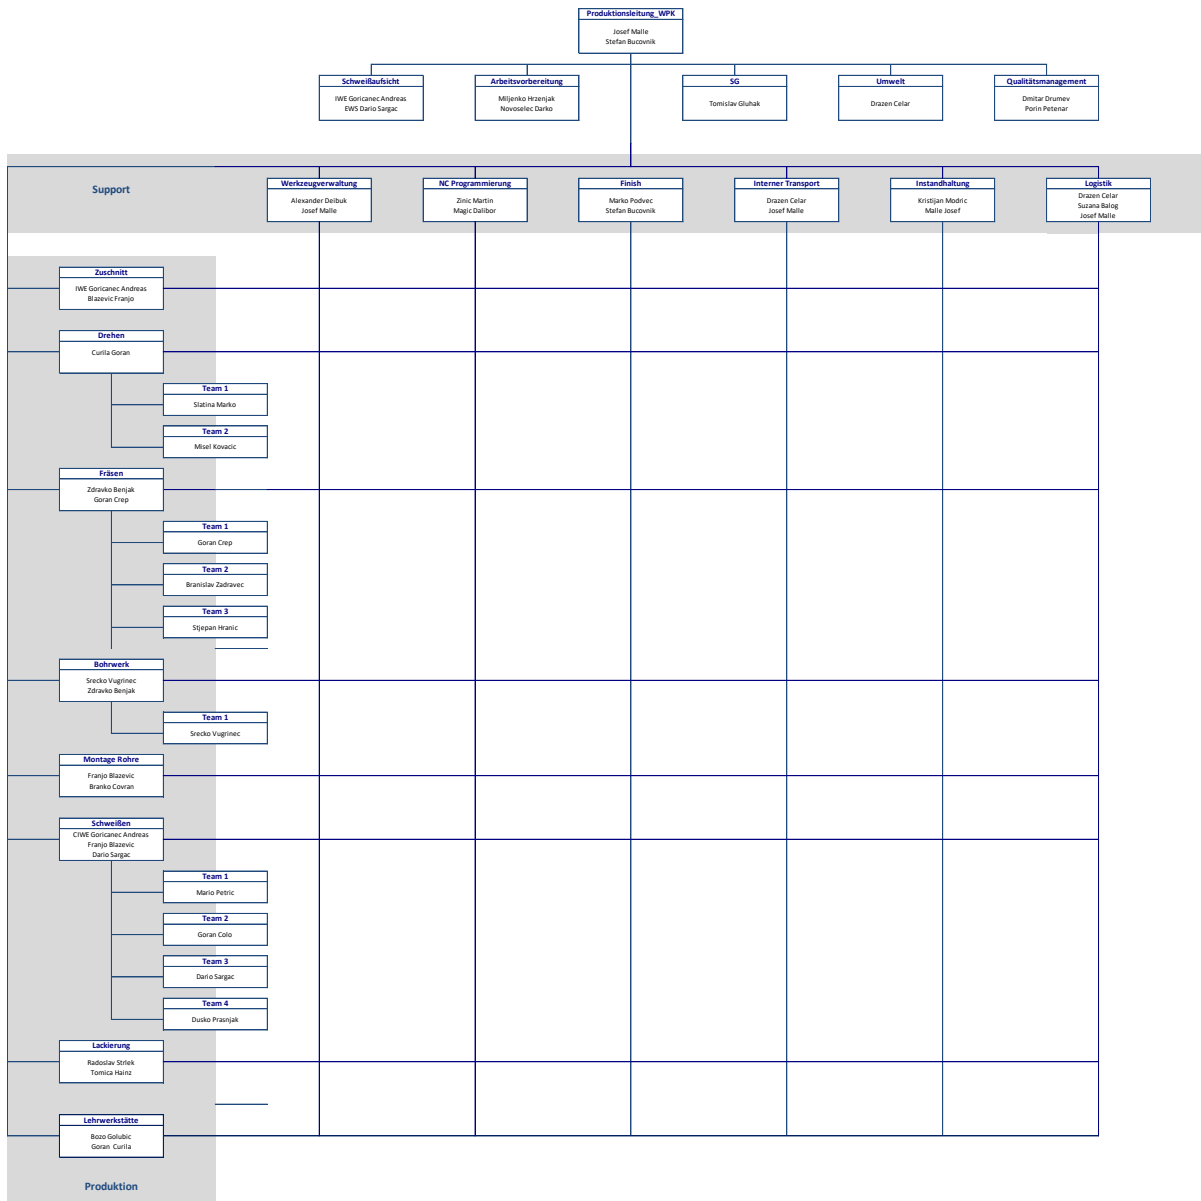 Produktionsleitung_WPK
Josef Malle
Stefan Bucovnik
Schweißaufsicht
IWE Goricanec Andreas
EWS Dario Sargac
Arbeitsvorbereitung
Miljenko Hrzenjak
Novoselec Darko
SG
Tomislav Gluhak
Umwelt
Drazen Celar
Qualitätsmanagement
Dmitar Drumev
Porin Petenar
Support
Werkzeugverwaltung
Alexander Deibuk
Josef Malle
NC Programmierung
Zinic Martin
Magic Dalibor
Finish
Marko Podvec
Stefan Bucovnik
Interner Transport
Drazen Celar
Josef Malle
Instandhaltung
Kristijan Modric
Malle Josef
Logistik
Drazen Celar
Suzana Balog
Josef Malle
Zuschnitt
IWE Goricanec Andreas
Blazevic Franjo
Drehen
Curila Goran
Team 1
Slatina Marko
Team 2
Misel Kovacic
Fräsen
Zdravko Benjak
Goran Crep
Team 1
Goran Crep
Team 2
Branislav Zadravec
Team 3
Stjepan Hranic
Bohrwerk
Srecko Vugrinec
Zdravko Benjak
Team 1
Srecko Vugrinec
Montage Rohre
Franjo Blazevic
Branko Covran
Schweißen
CIWE Goricanec Andreas
Franjo Blazevic
Dario Sargac
Team 1
Mario Petric
Team 2
Goran Colo
Team 3
Dario Sargac
Team 4
Dusko Prasnjak
Lackierung
Radoslav Strlek
Tomica Hainz
Lehrwerkstätte
Bozo Golubic
Goran Curila
Produktion